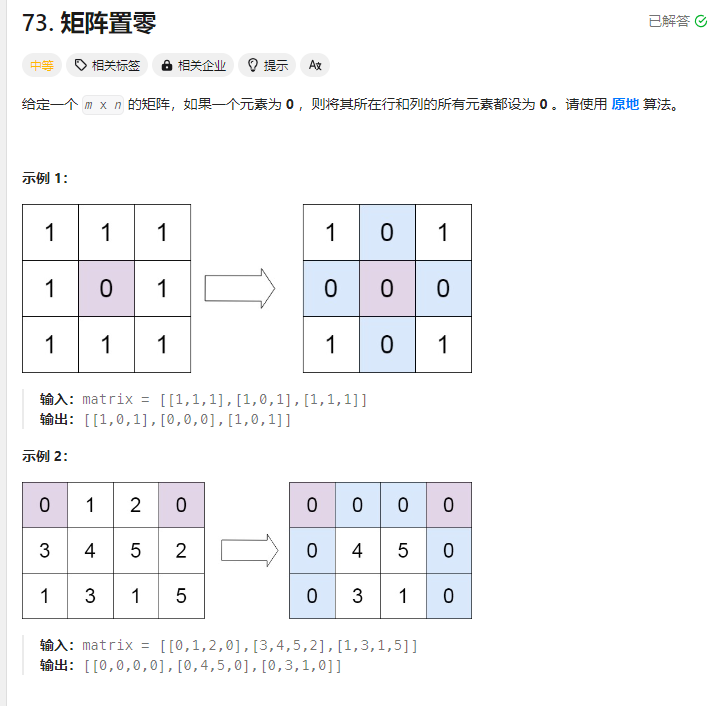 73. 矩阵置零
已解答
中等 相关标签 相关企业 提示 Aあ
给定一个 m x n 的矩阵，如果一个元素为 0 ，则将其所在行和列的所有元素都设为 0 。请使用 原地 算法。
示例 1：
1 1 1 1 0 1
1 0 1 0 0 0
1 1 1 1 0 1
输入：matrix = [[1,1,1],[1,0,1],[1,1,1]]
输出：[[1,0,1],[0,0,0],[1,0,1]]
示例 2：
0 1 2 0 0 0 0 0
3 4 5 2 0 4 5 0
1 3 1 5 0 3 1 0
输入：matrix = [[0,1,2,0],[3,4,5,2],[1,3,1,5]]
输出：[[0,0,0,0],[0,4,5,0],[0,3,1,0]]